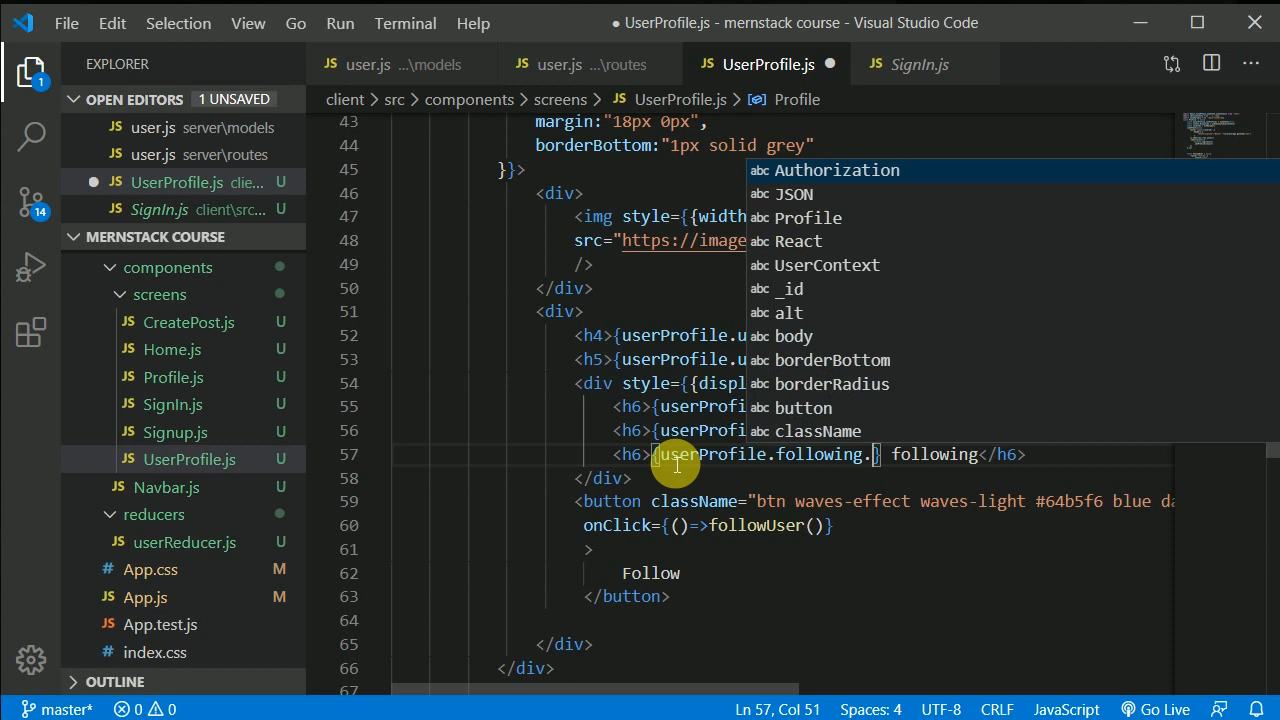 File Edit Selection View Go Run Terminal Help ● UserProfile.js - mernstack course - Visual Studio Code
EXPLORER
JS user.js ...\models JS user.js ...\routes JS UserProfile.js ● JS SignIn.js
OPEN EDITORS 1 UNSAVED
JS user.js server\models
JS user.js server\routes
● JS UserProfile.js clie... U
JS SignIn.js client\src... U
MERNSTACK COURSE
components
screens
JS CreatePost.js U
JS Home.js U
JS Profile.js U
JS SignIn.js U
JS Signup.js U
JS UserProfile.js U
JS Navbar.js U
reducers
JS userReducer.js U
# App.css M
JS App.js M
JS App.test.js
# index.css
OUTLINE
1
14
client > src > components > screens > JS UserProfile.js > Profile
43 margin:"18px 0px",
44 borderBottom:"1px solid grey"
45 }}>
46 <div>
47 <img style={{width
48 src="https://image
49 />
50 </div>
51 <div>
52 <h4>{userProfile.u
53 <h5>{userProfile.u
54 <div style={{displ
55 <h6>{userProfi
56 <h6>{userProfi
57 <h6>{userProfile.following.} following</h6>
58 </div>
59 <button className="btn waves-effect waves-light #64b5f6 blue da
60 onClick={()=>followUser()}
61 >
62 Follow
63 </button>
64
65 </div>
66 </div>
67
abc Authorization
abc JSON
abc Profile
abc React
abc UserContext
abc _id
abc alt
abc body
abc borderBottom
abc borderRadius
abc button
abc className
master* 0 0 Ln 57, Col 51 Spaces: 4 UTF-8 CRLF JavaScript Go Live